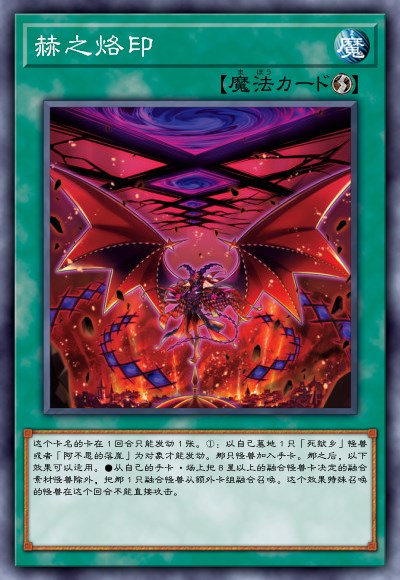 赫之烙印
魔
【魔法カード】
まほう
这个卡名的卡在1回合只能发动1张。①：以自己墓地1只「死狱乡」怪兽
或者「阿不思的落胤」为对象才能发动。那只怪兽加入手卡。那之后，以下
效果可以适用。●从自己的手卡·场上把8星以上的融合怪兽卡决定的融合
素材怪兽除外，把那1只融合怪兽从额外卡组融合召唤。这个效果特殊召唤
的怪兽在这个回合不能直接攻击。